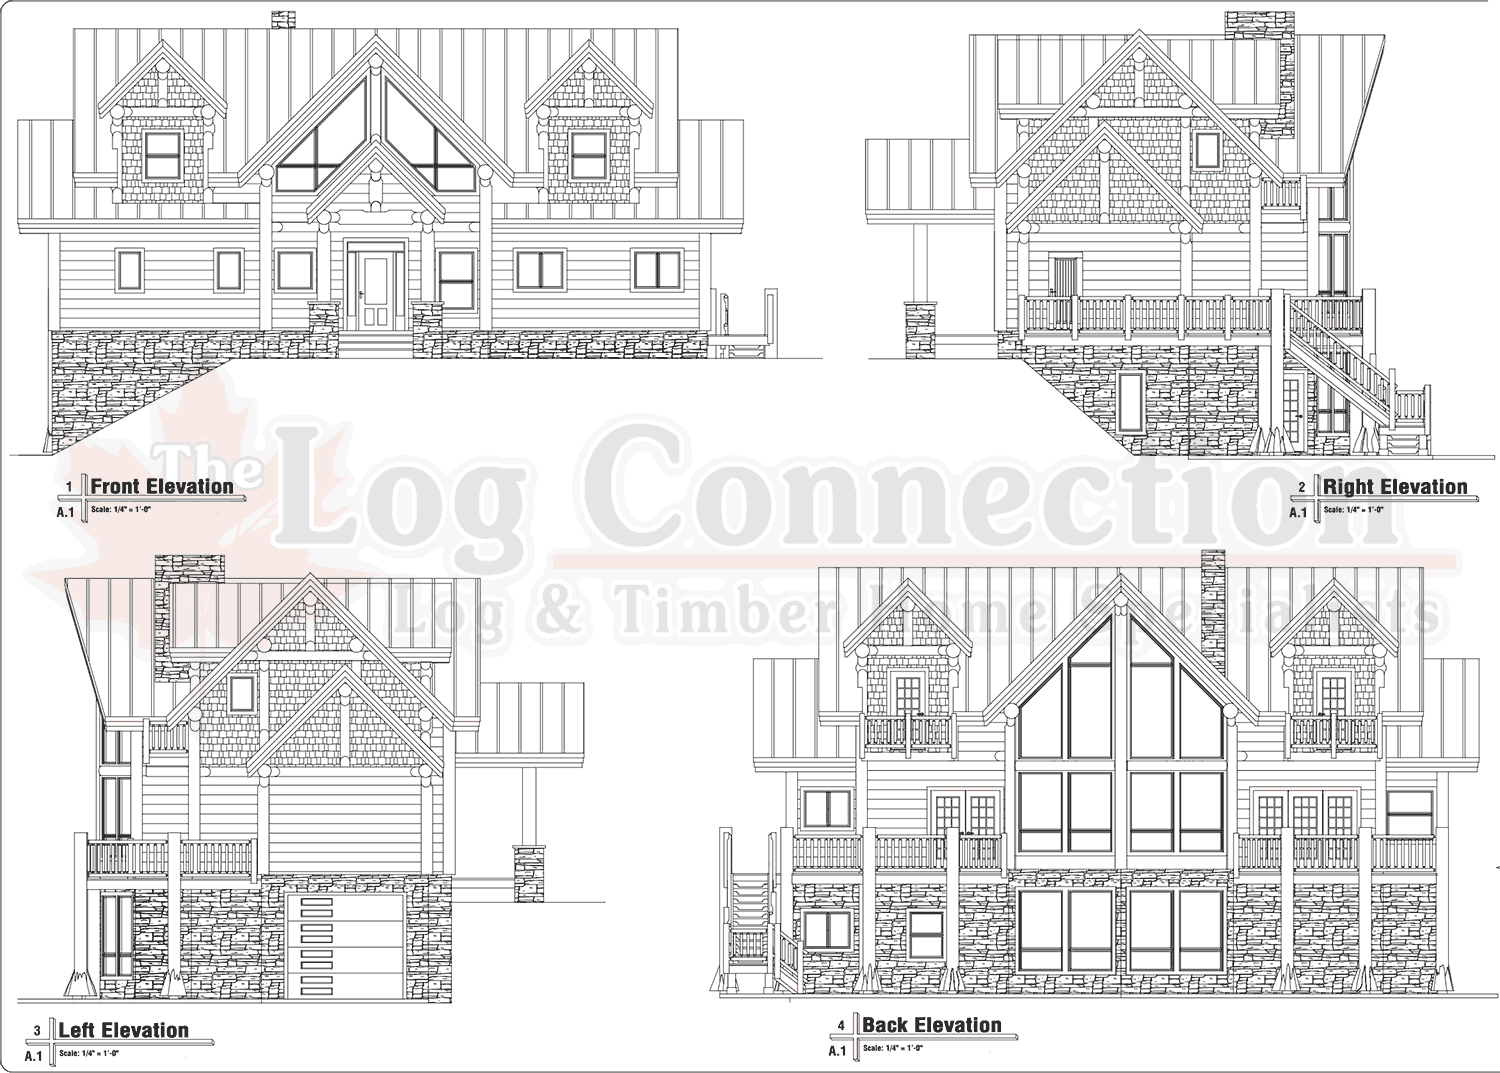 1 Front Elevation
A.1 Scale: 1/4" = 1'-0"
2 Right Elevation
A.1 Scale: 1/4" = 1'-0"
The Log Connection
Log & Timber Home Specialists
3 Left Elevation
A.1 Scale: 1/4" = 1'-0"
4 Back Elevation
A.1 Scale: 1/4" = 1'-0"